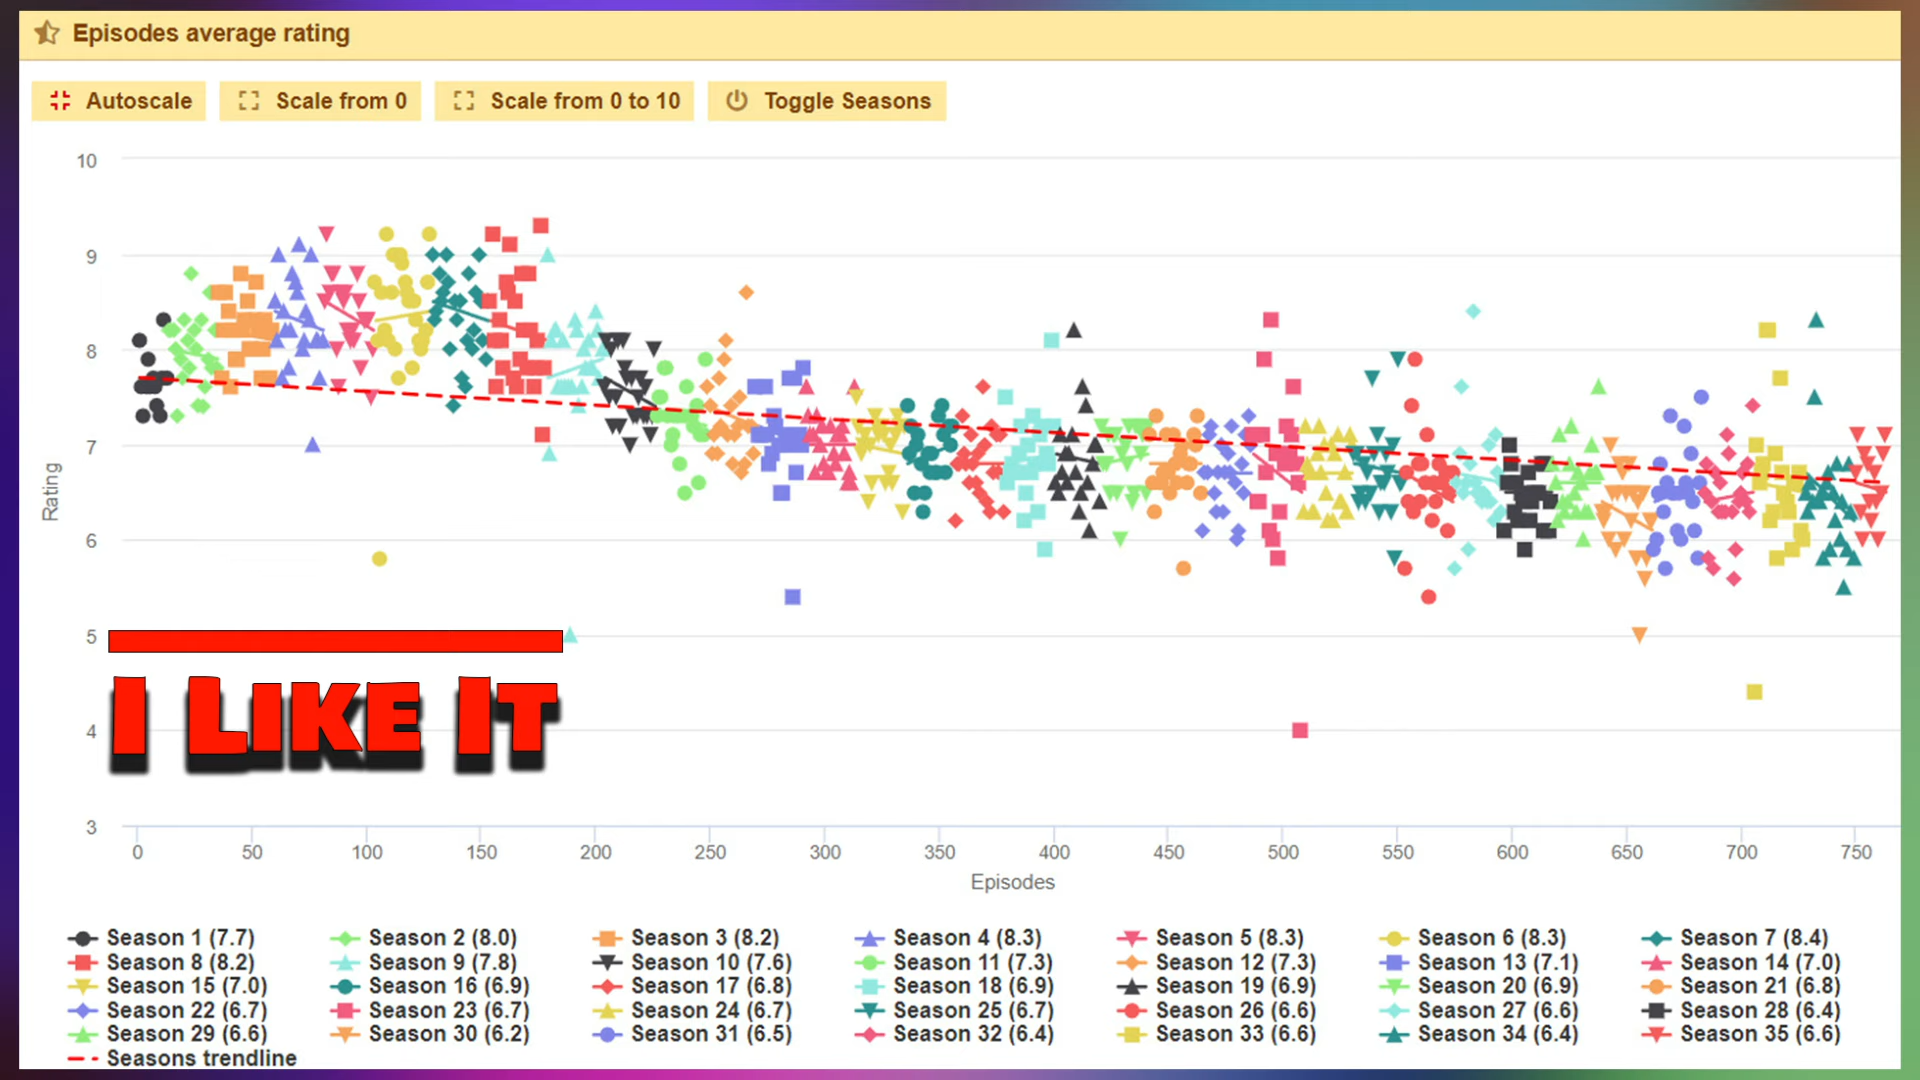 Episodes average rating
Autoscale Scale from 0 Scale from 0 to 10 Toggle Seasons
10
9
8
7
6
5
4
3
Rating
I LIKE IT
0 50 100 150 200 250 300 350 400 450 500 550 600 650 700 750
Episodes
Season 1 (7.7) Season 2 (8.0) Season 3 (8.2) Season 4 (8.3) Season 5 (8.3) Season 6 (8.3) Season 7 (8.4)
Season 8 (8.2) Season 9 (7.8) Season 10 (7.6) Season 11 (7.3) Season 12 (7.3) Season 13 (7.1) Season 14 (7.0)
Season 15 (7.0) Season 16 (6.9) Season 17 (6.8) Season 18 (6.9) Season 19 (6.9) Season 20 (6.9) Season 21 (6.8)
Season 22 (6.7) Season 23 (6.7) Season 24 (6.7) Season 25 (6.7) Season 26 (6.6) Season 27 (6.6) Season 28 (6.4)
Season 29 (6.6) Season 30 (6.2) Season 31 (6.5) Season 32 (6.4) Season 33 (6.6) Season 34 (6.4) Season 35 (6.6)
Seasons trendline